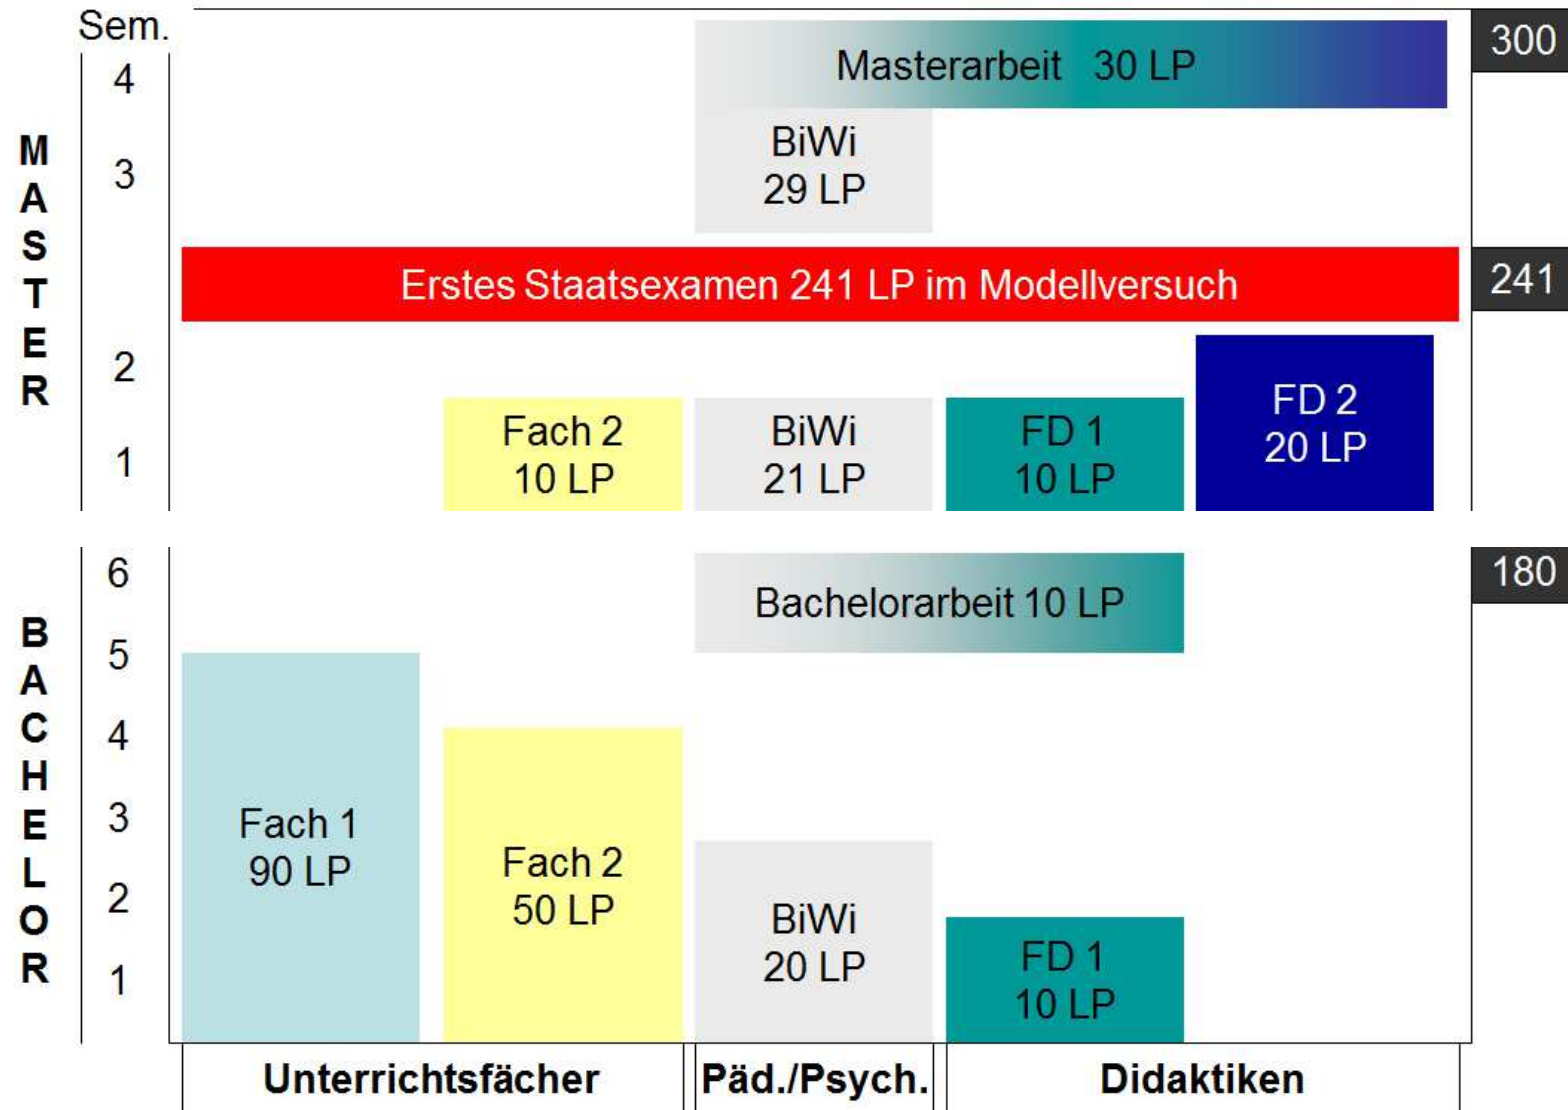 Sem.
300
4
Masterarbeit 30 LP
MASTER
3
BiWi
29 LP
Erstes Staatsexamen 241 LP im Modellversuch
241
2
1
Fach 2
10 LP
BiWi
21 LP
FD 1
10 LP
FD 2
20 LP
180
6
Bachelorarbeit 10 LP
BACHELOR
5
4
3
2
1
Fach 1
90 LP
Fach 2
50 LP
BiWi
20 LP
FD 1
10 LP
Unterrichtsfächer
Päd./Psych.
Didaktiken